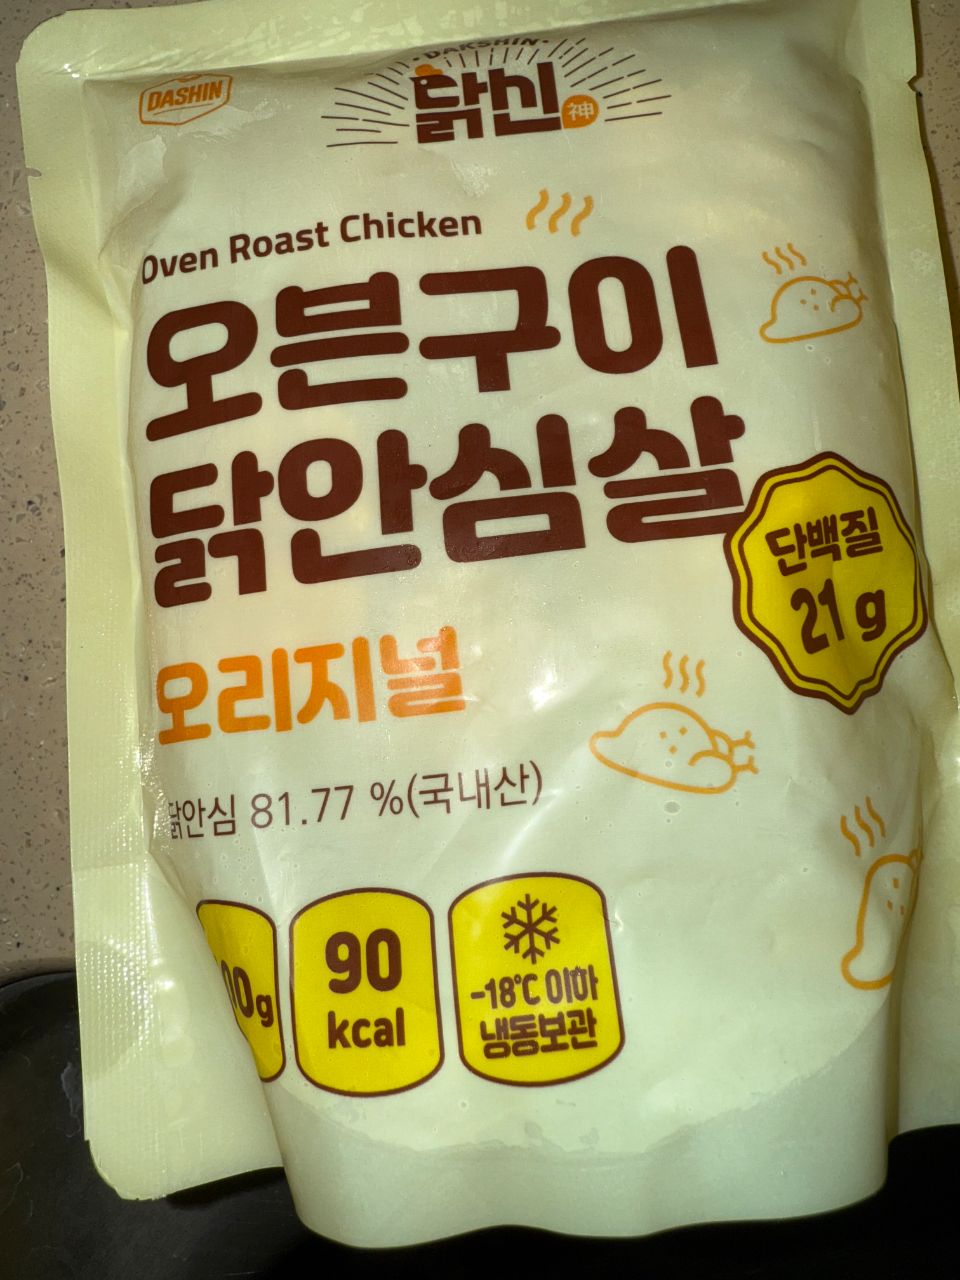 DASHIN
DAKSHIN
닭신
神
Oven Roast Chicken
오븐구이
닭안심살
단백질
21 g
오리지널
닭안심 81.77 %(국내산)
90
kcal
-18℃ 이하
냉동보관